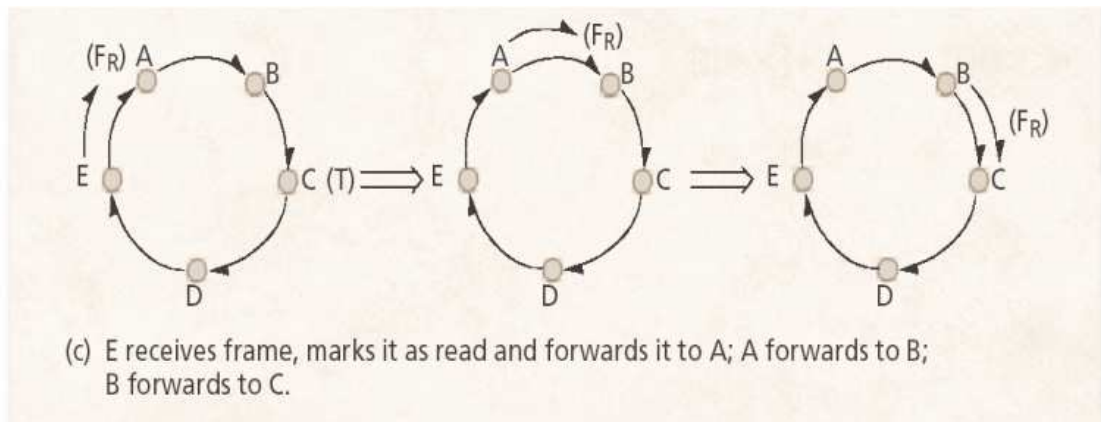 (FR) A B E C (T) D
A (FR) B E C D
A B (FR) E C D
(c) E receives frame, marks it as read and forwards it to A; A forwards to B;
B forwards to C.